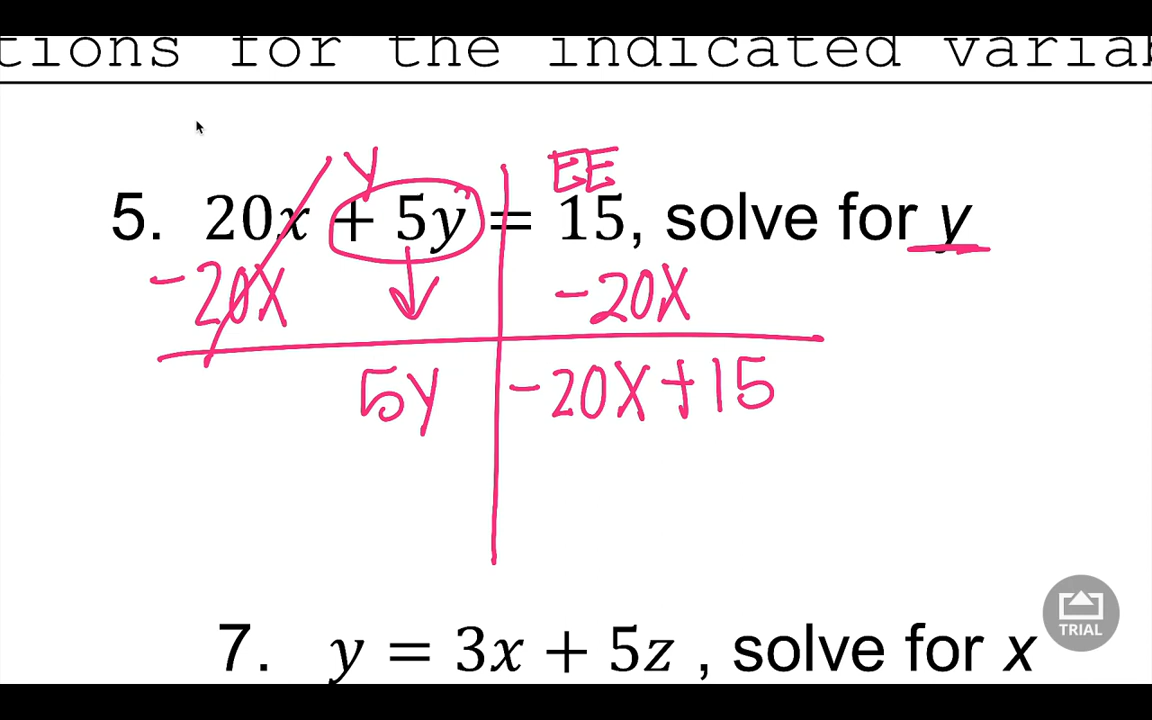 tions for the indicated variab
y EE
5. 20x + 5y = 15, solve for y
-20x -20x
5y -20x+15
TRIAL
7. y = 3x + 5z , solve for x